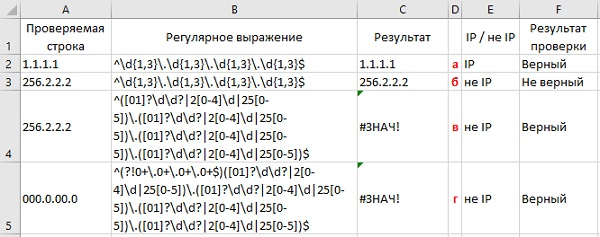 A B C D E F
1 Проверяемая строка Регулярное выражение Результат IP / не IP Результат проверки
2 1.1.1.1 ^\d{1,3}\.\d{1,3}\.\d{1,3}\.\d{1,3}$ 1.1.1.1 а IP Верный
3 256.2.2.2 ^\d{1,3}\.\d{1,3}\.\d{1,3}\.\d{1,3}$ 256.2.2.2 б не IP Не верный
^([01]?\d\d?|2[0-4]\d|25[0-
5])\.([01]?\d\d?|2[0-4]\d|25[0-
5])\.([01]?\d\d?|2[0-4]\d|25[0-
5])\.([01]?\d\d?|2[0-4]\d|25[0-5])$
4 256.2.2.2 #ЗНАЧ! в не IP Верный
^(?!0+\.0+\.0+\.0+$)([01]?\d\d?|2[0-
4]\d|25[0-5])\.([01]?\d\d?|2[0-4]\d|25[0-
5])\.([01]?\d\d?|2[0-4]\d|25[0-
5])\.([01]?\d\d?|2[0-4]\d|25[0-5])$
5 000.0.00.0 #ЗНАЧ! г не IP Верный